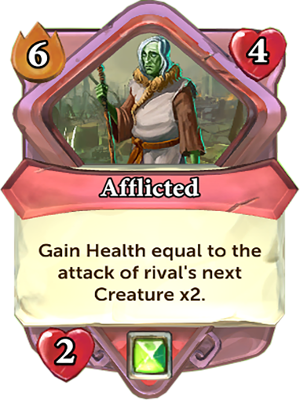 6
4
Afflicted
Gain Health equal to the
attack of rival's next
Creature x2.
2